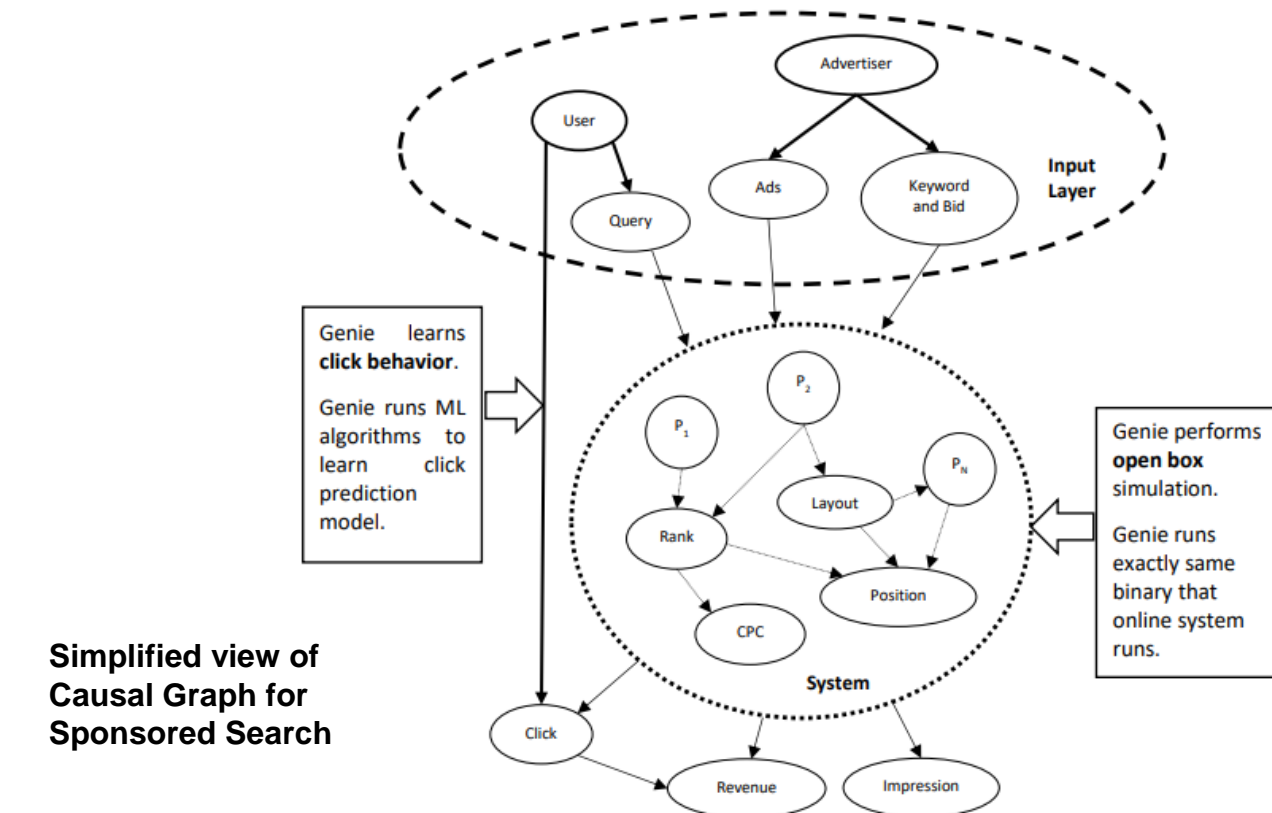 Advertiser
User
Ads
Keyword
and Bid
Input
Layer
Query
Genie learns
click behavior.
Genie runs ML
algorithms to
learn click
prediction
model.
P2
P1
PN
Layout
Rank
Position
CPC
System
Genie performs
open box
simulation.
Genie runs
exactly same
binary that
online system
runs.
Simplified view of
Causal Graph for
Sponsored Search
Click
Revenue
Impression